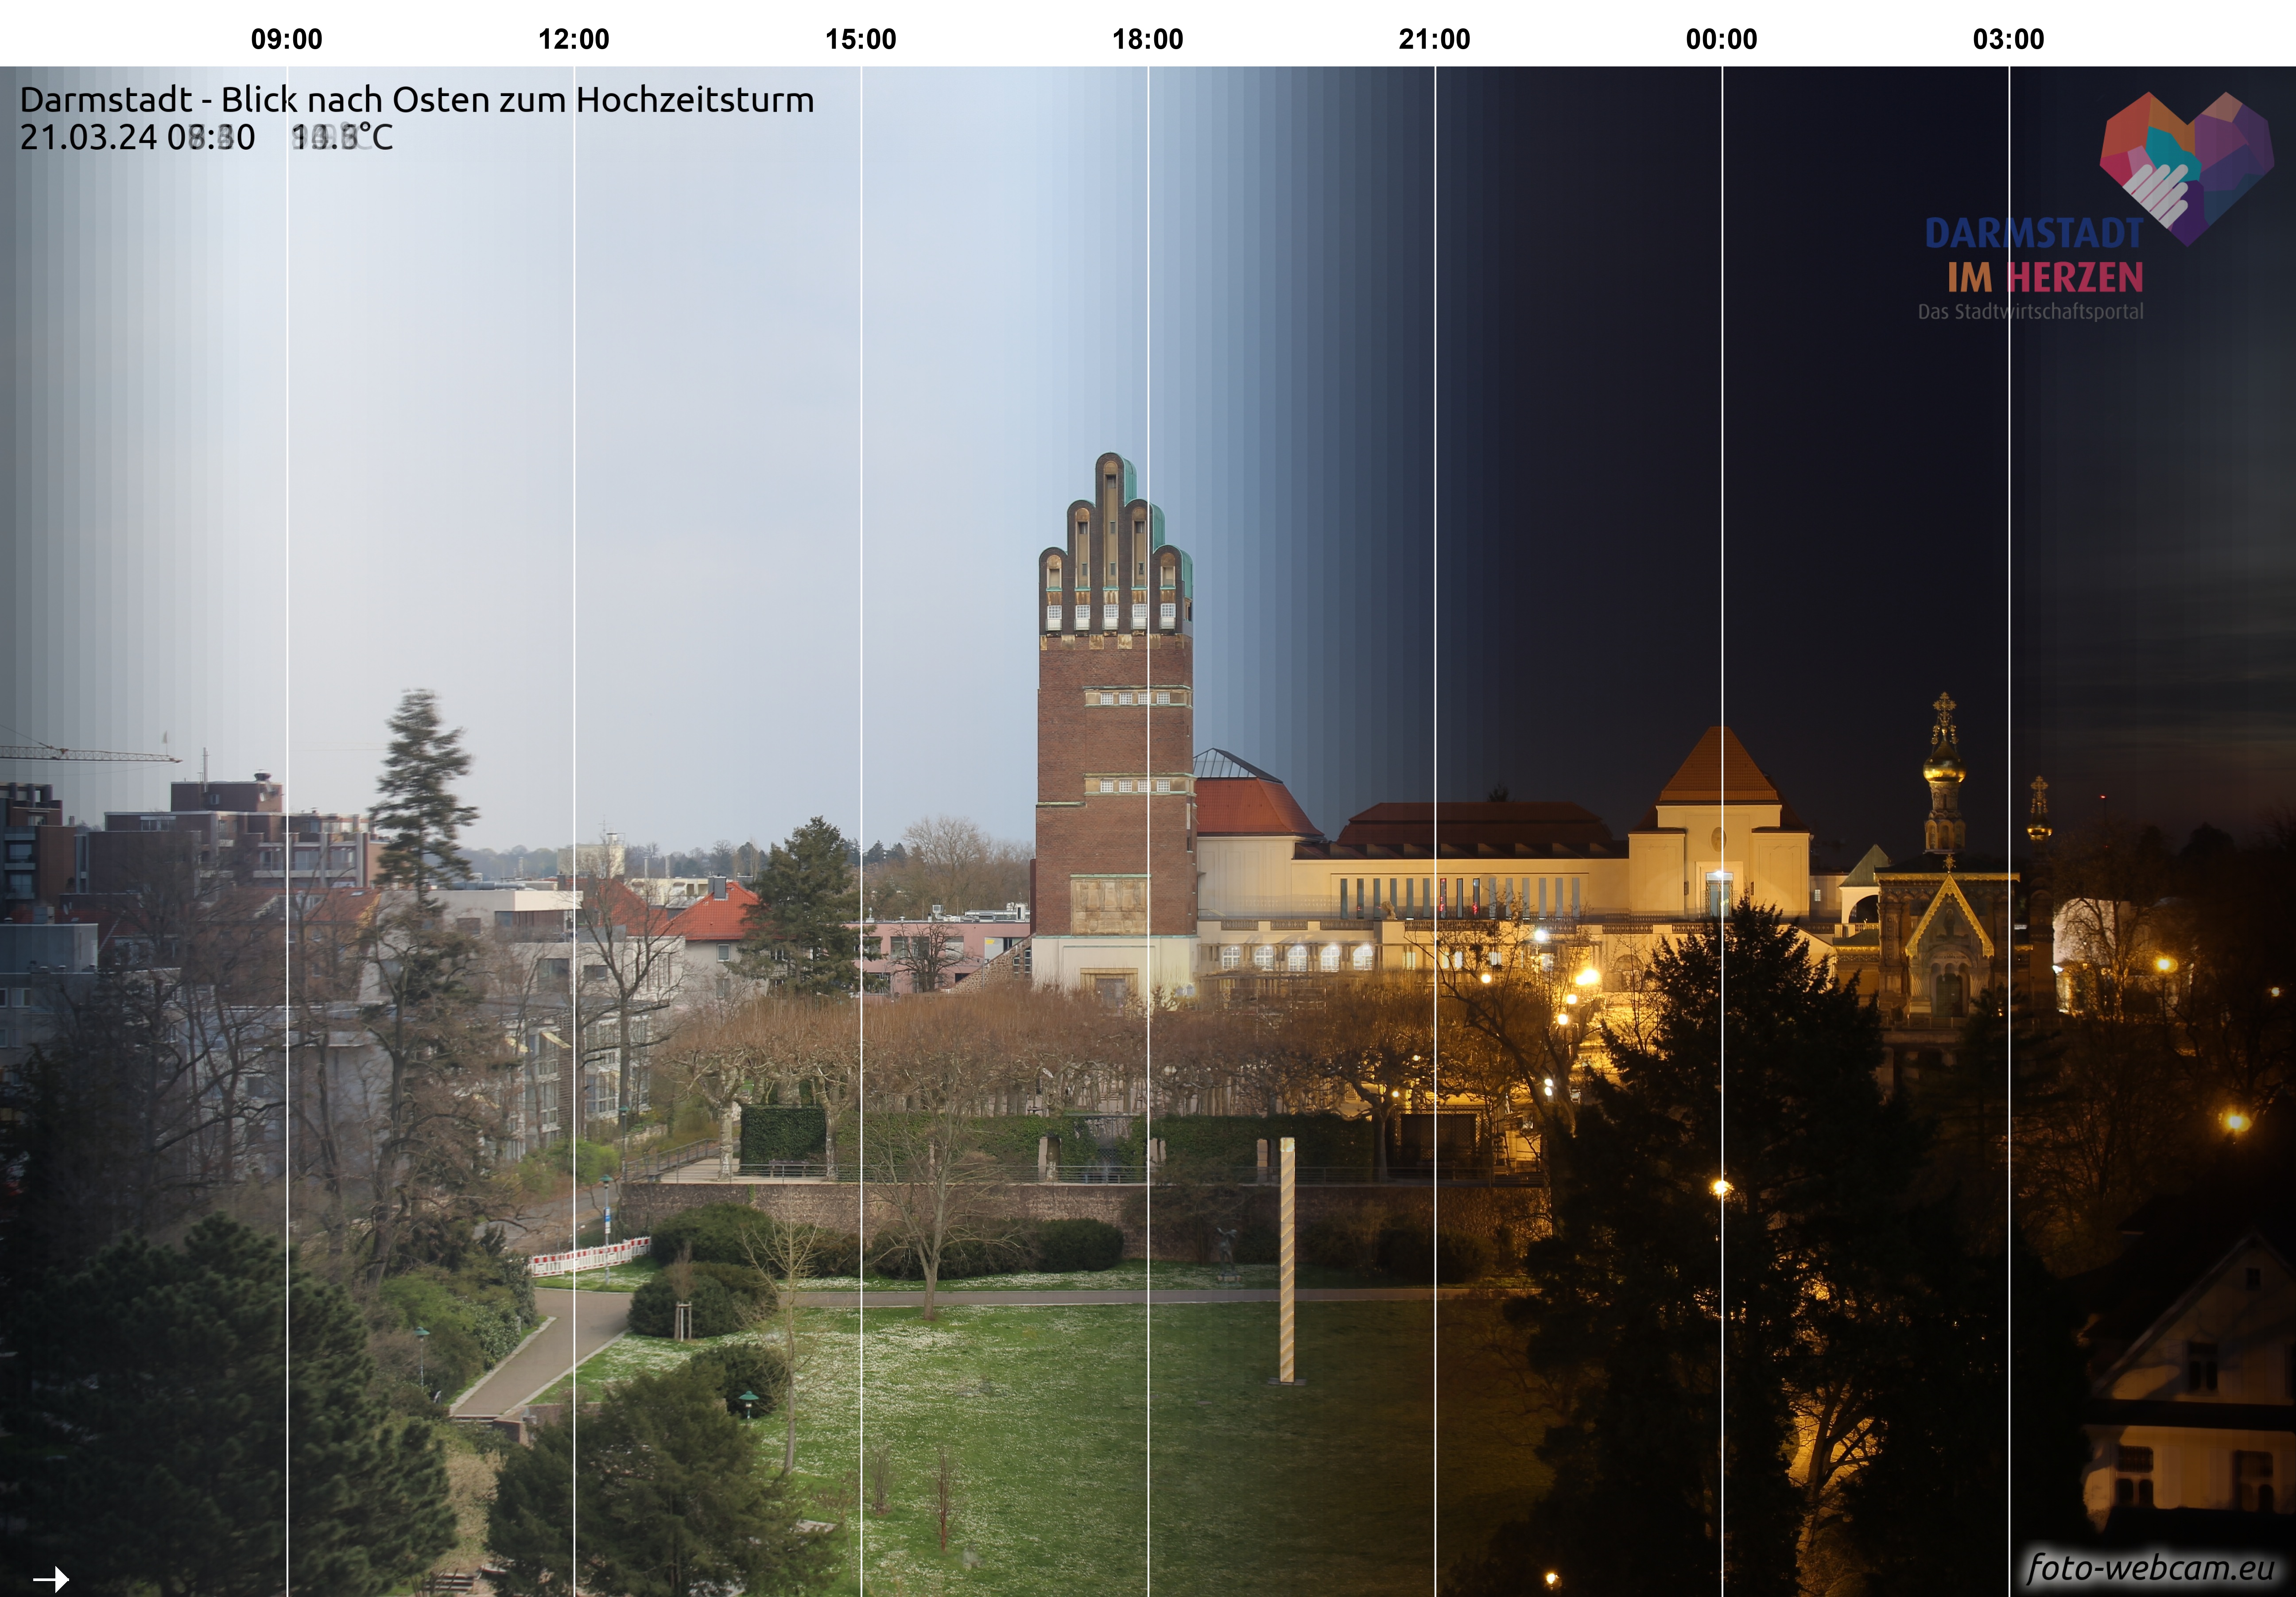 09:00 12:00 15:00 18:00 21:00 00:00 03:00
Darmstadt - Blick nach Osten zum Hochzeitsturm
21.03.24 °C
DARMSTADT
IM HERZEN
Das Stadtwirtschaftsportal
foto-webcam.eu